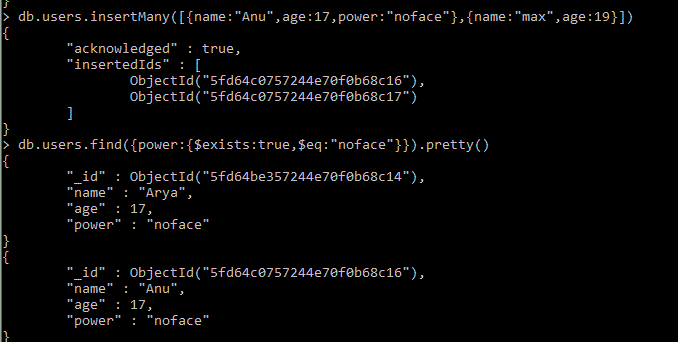 }
> db.users.insertMany([{name:"Anu",age:17,power:"noface"},{name:"max",age:19}])
{
        "acknowledged" : true,
        "insertedIds" : [
                ObjectId("5fd64c0757244e70f0b68c16"),
                ObjectId("5fd64c0757244e70f0b68c17")
        ]
}
> db.users.find({power:{$exists:true,$eq:"noface"}}).pretty()
{
        "_id" : ObjectId("5fd64be357244e70f0b68c14"),
        "name" : "Arya",
        "age" : 17,
        "power" : "noface"
}
{
        "_id" : ObjectId("5fd64c0757244e70f0b68c16"),
        "name" : "Anu",
        "age" : 17,
        "power" : "noface"
}